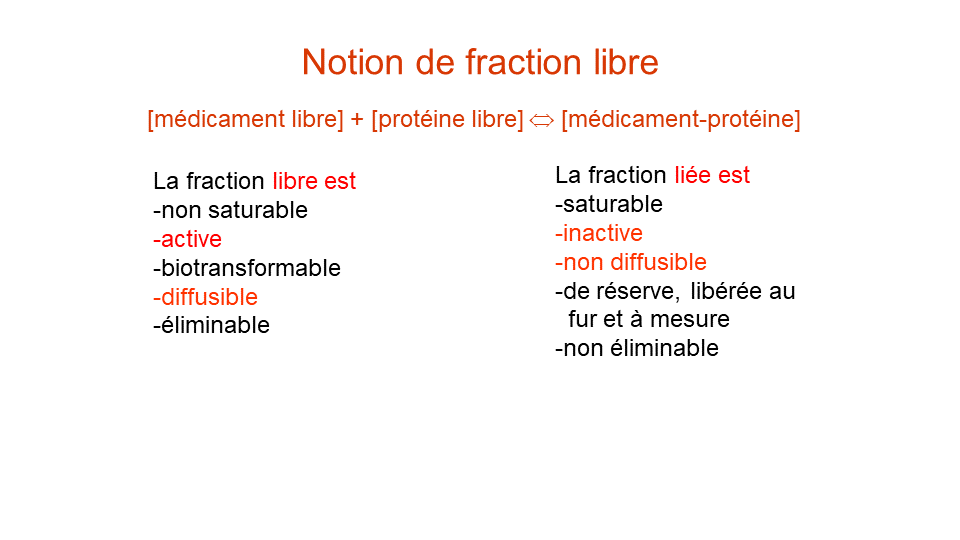 Notion de fraction libre
[médicament libre] + [protéine libre] ⇔ [médicament-protéine]
La fraction libre est
-non saturable
-active
-biotransformable
-diffusible
-éliminable
La fraction liée est
-saturable
-inactive
-non diffusible
-de réserve, libérée au
fur et à mesure
-non éliminable